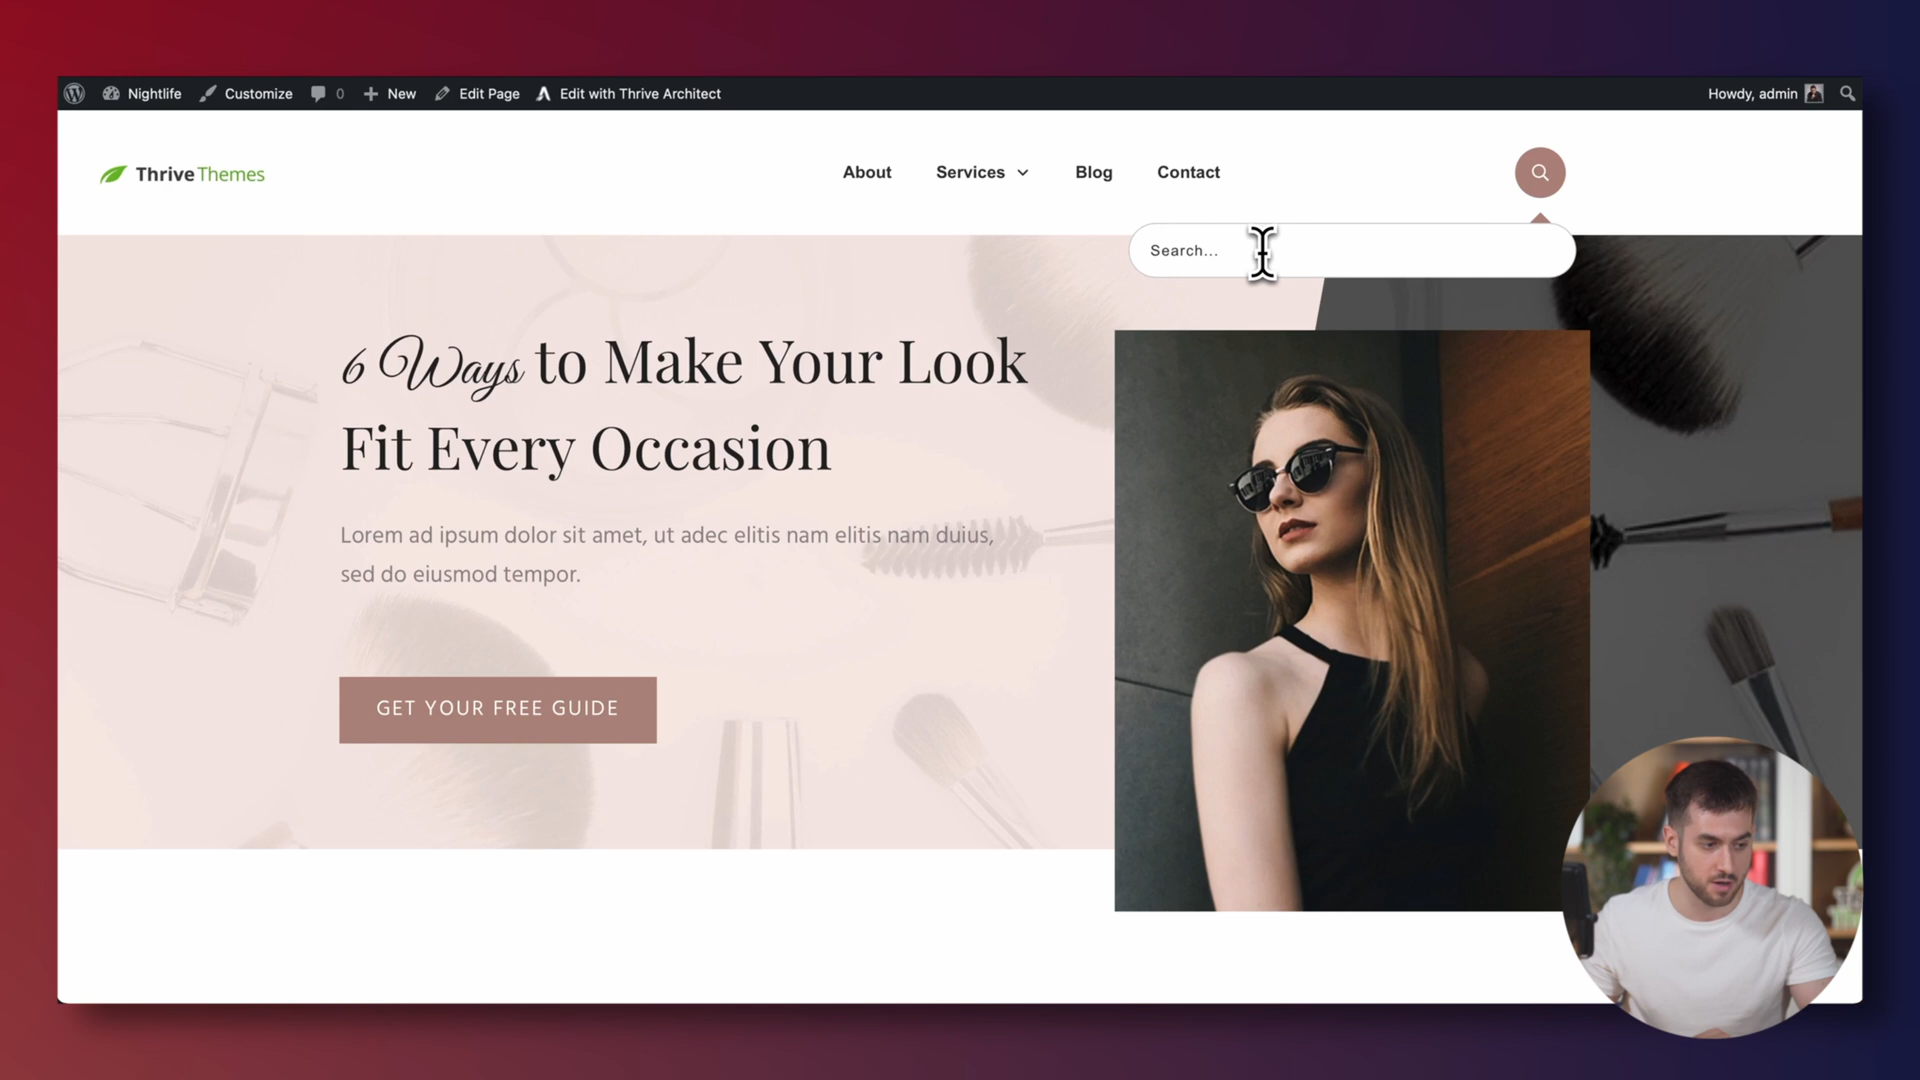 Nightlife Customize 0 New Edit Page Edit with Thrive Architect Howdy, admin
ThriveThemes About Services Blog Contact
Search...
6 Ways to Make Your Look
Fit Every Occasion
Lorem ad ipsum dolor sit amet, ut adec elitis nam elitis nam duius,
sed do eiusmod tempor.
GET YOUR FREE GUIDE